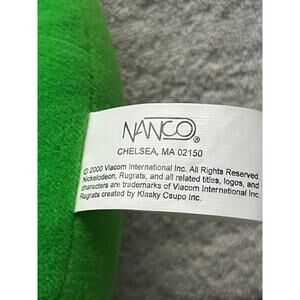 NANCO®
CHELSEA, MA 02150
© 2000 Viacom International Inc. All Rights Reserved
Nickelodeon, Rugrats, and all related titles, logos, and
characters are trademarks of Viacom International Inc.
Rugrats created by Klasky Csupo Inc.